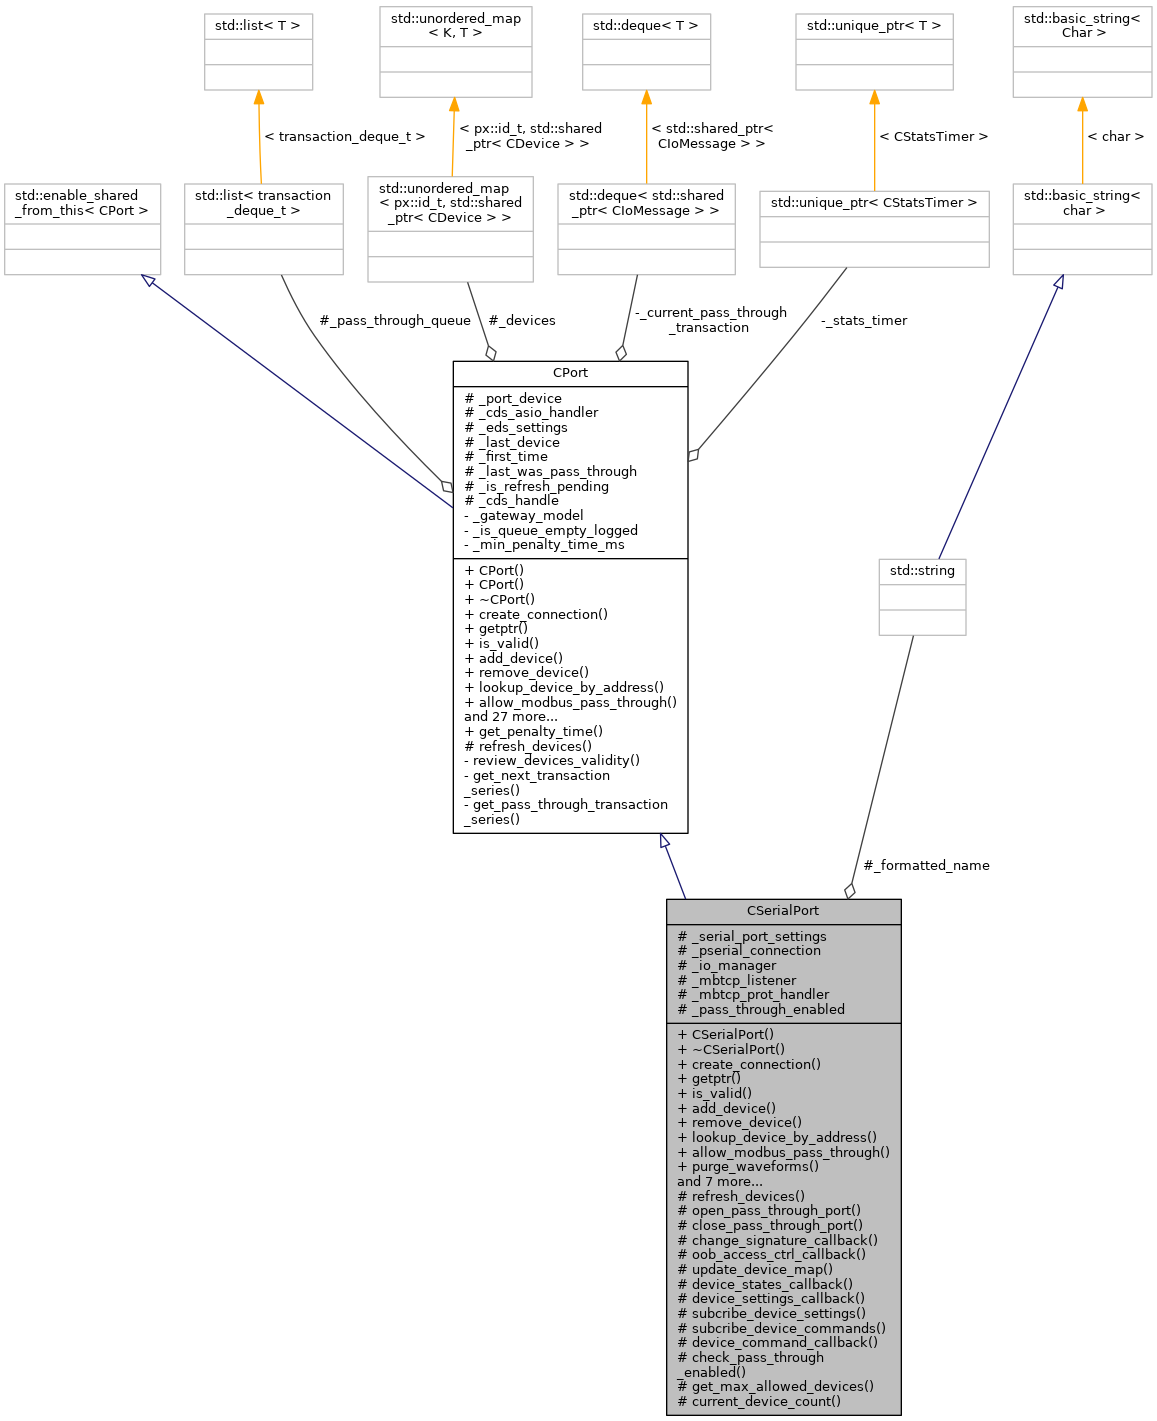 std::list< T >
std::unordered_map
< K, T >
std::deque< T >
std::unique_ptr< T >
std::basic_string<
Char >
< transaction_deque_t >
< px::id_t, std::shared
_ptr< CDevice > >
< std::shared_ptr<
CIoMessage > >
< CStatsTimer >
< char >
std::enable_shared
_from_this< CPort >
std::list< transaction
_deque_t >
std::unordered_map
< px::id_t, std::shared
_ptr< CDevice > >
std::deque< std::shared
_ptr< CIoMessage > >
std::unique_ptr< CStatsTimer >
std::basic_string<
char >
#_pass_through_queue
#_devices
-_current_pass_through
_transaction
-_stats_timer
CPort
# _port_device
# _cds_asio_handler
# _eds_settings
# _last_device
# _first_time
# _last_was_pass_through
# _is_refresh_pending
# _cds_handle
- _gateway_model
- _is_queue_empty_logged
- _min_penalty_time_ms
+ CPort()
+ CPort()
+ ~CPort()
+ create_connection()
+ getptr()
+ is_valid()
+ add_device()
+ remove_device()
+ lookup_device_by_address()
+ allow_modbus_pass_through()
and 27 more...
+ get_penalty_time()
# refresh_devices()
- review_devices_validity()
- get_next_transaction
_series()
- get_pass_through_transaction
_series()
std::string
#_formatted_name
CSerialPort
# _serial_port_settings
# _pserial_connection
# _io_manager
# _mbtcp_listener
# _mbtcp_prot_handler
# _pass_through_enabled
+ CSerialPort()
+ ~CSerialPort()
+ create_connection()
+ getptr()
+ is_valid()
+ add_device()
+ remove_device()
+ lookup_device_by_address()
+ allow_modbus_pass_through()
+ purge_waveforms()
and 7 more...
# refresh_devices()
# open_pass_through_port()
# close_pass_through_port()
# change_signature_callback()
# oob_access_ctrl_callback()
# update_device_map()
# device_states_callback()
# device_settings_callback()
# subcribe_device_settings()
# subcribe_device_commands()
# device_command_callback()
# check_pass_through
_enabled()
# get_max_allowed_devices()
# current_device_count()